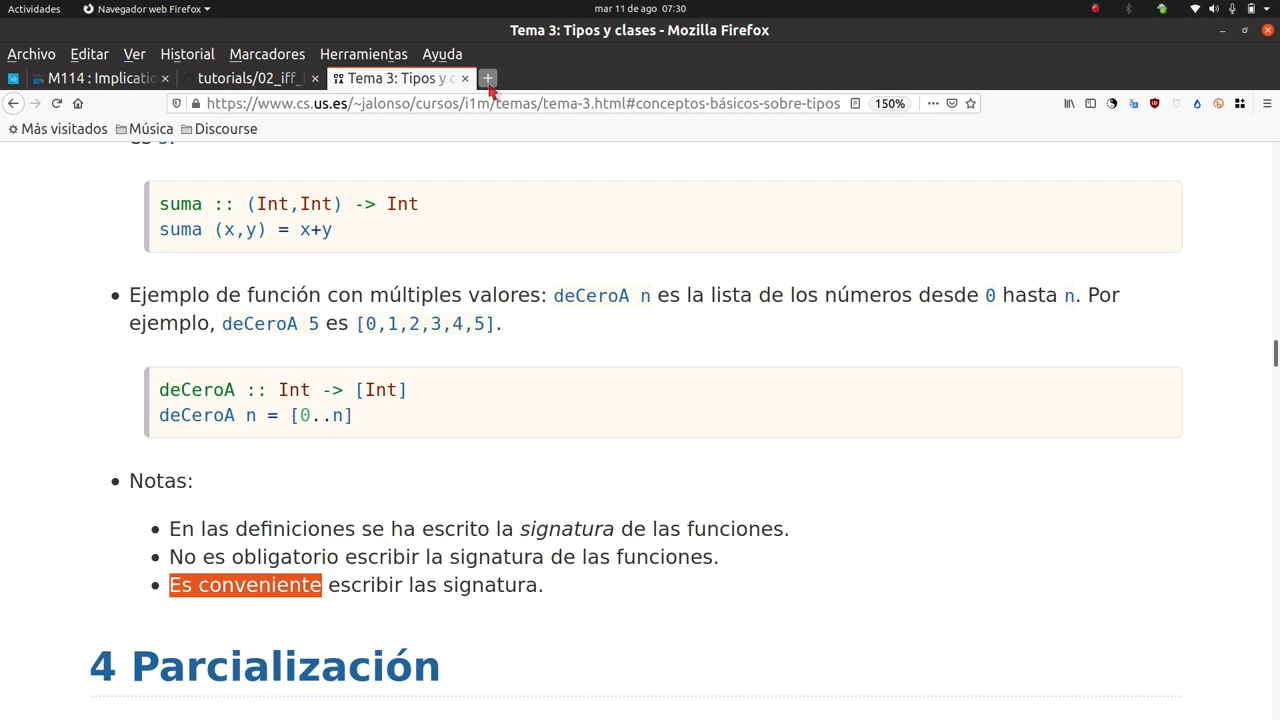 Actividades
Navegador web Firefox
mar 11 de ago 07:30
Tema 3: Tipos y clases - Mozilla Firefox
Archivo Editar Ver Historial Marcadores Herramientas Ayuda
M114 : Implicatio
tutorials/02_iff_
Tema 3: Tipos y c
https://www.cs.us.es/~jalonso/cursos/i1m/temas/tema-3.html#conceptos-básicos-sobre-tipos
150%
Más visitados Música Discourse
es 5.
suma :: (Int,Int) -> Int
suma (x,y) = x+y
Ejemplo de función con múltiples valores: deCeroA n es la lista de los números desde 0 hasta n. Por
ejemplo, deCeroA 5 es [0,1,2,3,4,5].
deCeroA :: Int -> [Int]
deCeroA n = [0..n]
Notas:
En las definiciones se ha escrito la signatura de las funciones.
No es obligatorio escribir la signatura de las funciones.
Es conveniente escribir las signatura.
4 Parcialización